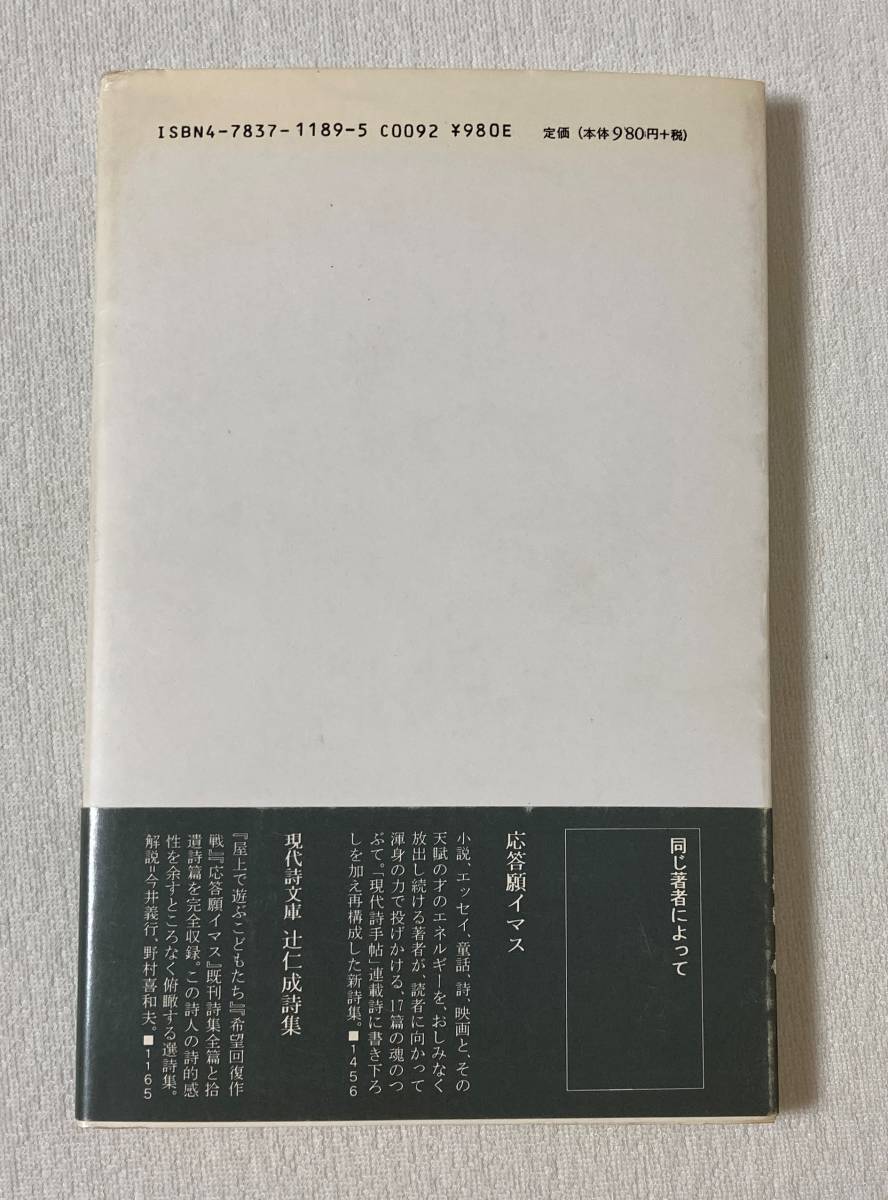 ISBN4-7837-1189-5 C0092 ¥980E 定価(本体980円+税)
同じ著者によって
応答願イマス
小説、エッセイ、童話、詩、映画と、その
天賦の才のエネルギーを、おしみなく
放出し続ける著者が、読者に向かって
渾身の力で投げかける、17篇の魂のつ
ぶて。「現代詩手帖」連載詩に書き下ろ
しを加え再構成した新詩集。■1456
現代詩文庫 辻仁成詩集
『屋上で遊ぶこどもたち』『希望回復作
戦』『応答願イマス』既刊詩集全篇と拾
遺詩篇を完全収録。この詩人の詩的感
性を余すところなく俯瞰する選詩集。
解説=今井義行、野村喜和夫。■1165